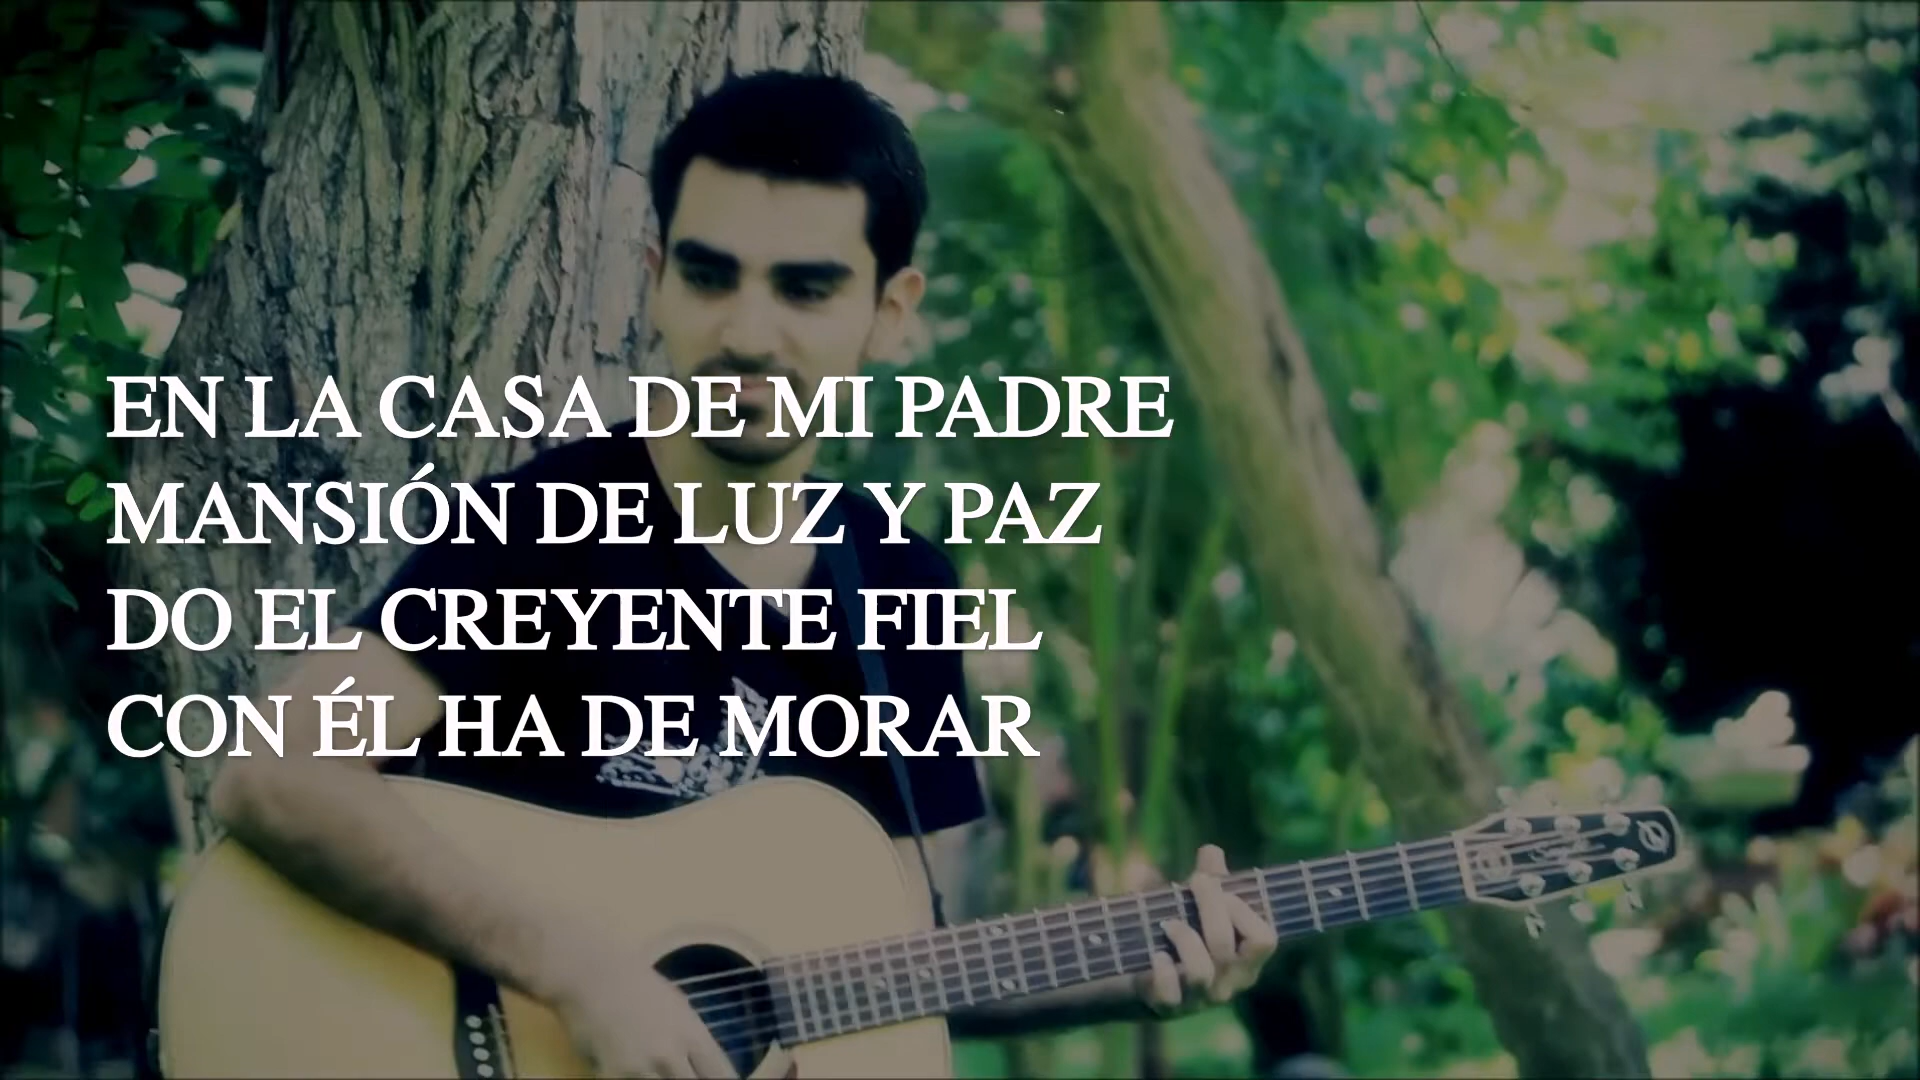 EN LA CASA DE MI PADRE
MANSIÓN DE LUZ Y PAZ
DO EL CREYENTE FIEL
CON ÉL HA DE MORAR